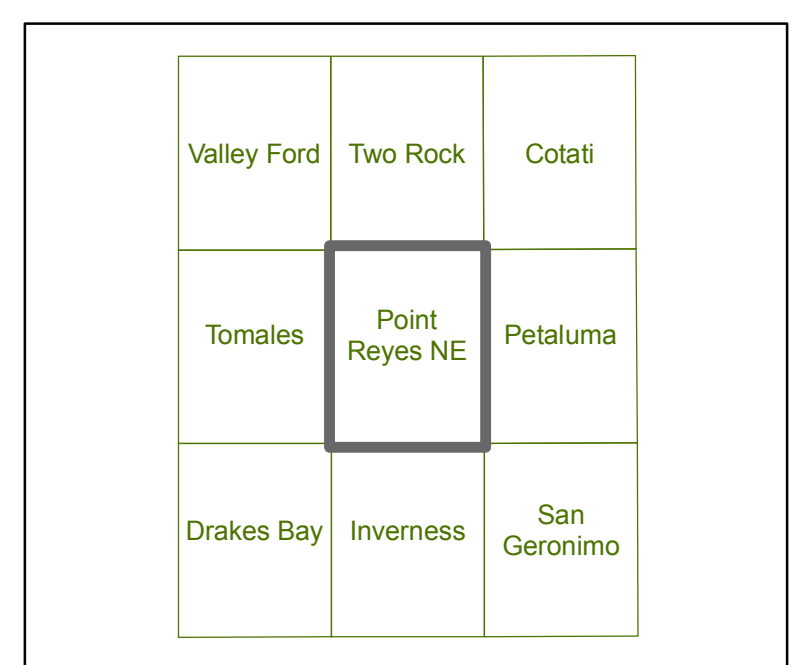 Valley Ford
Two Rock
Cotati
Tomales
Point
Reyes NE
Petaluma
Drakes Bay
Inverness
San
Geronimo